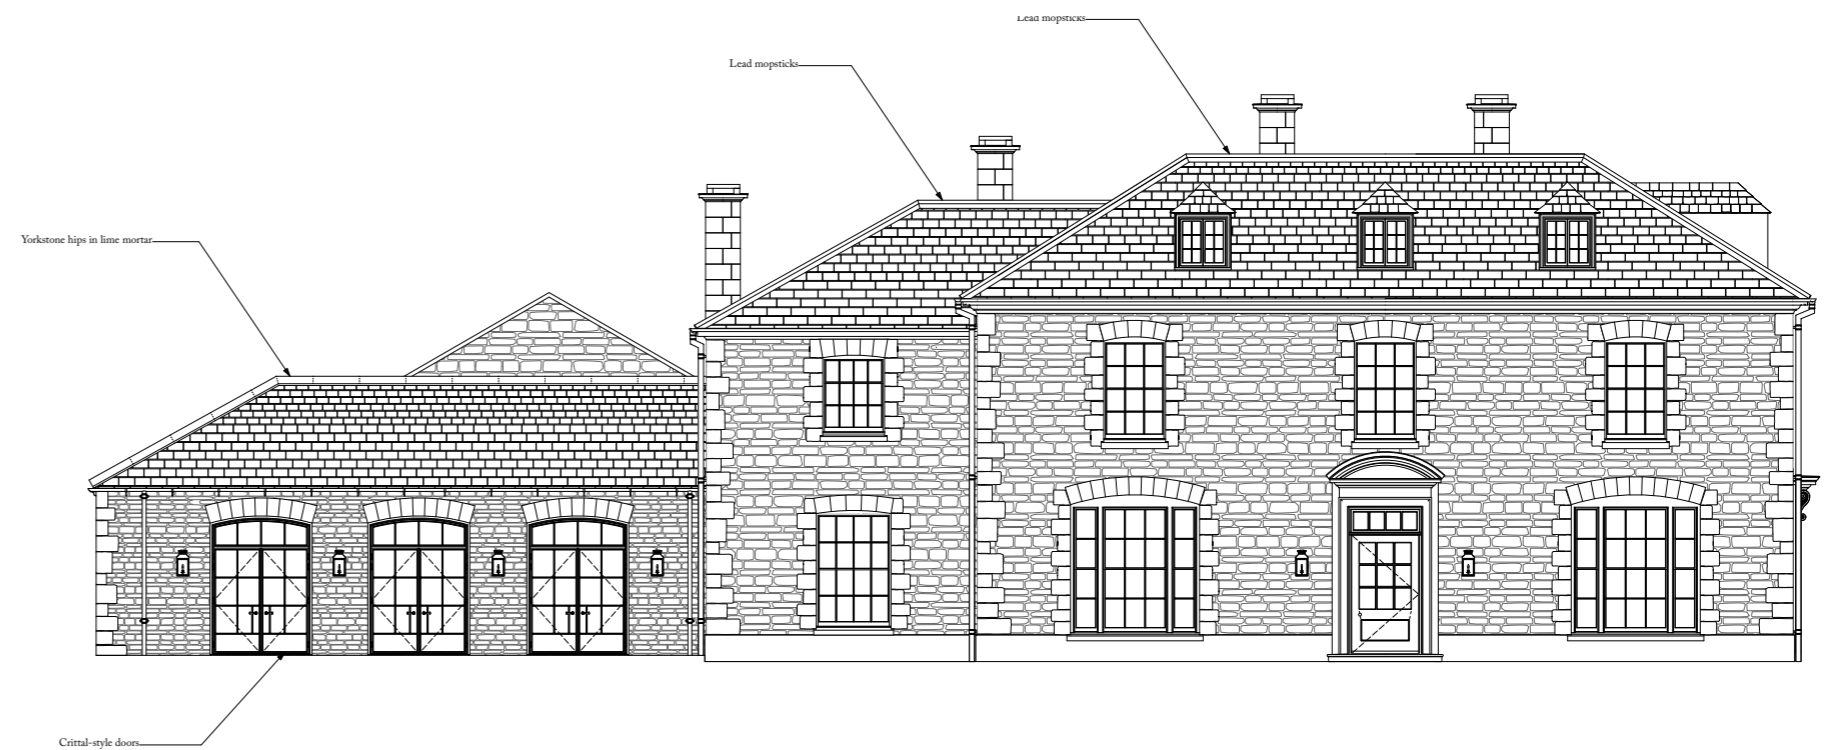 Lead mopsticks
Lead mopsticks
Yorkstone hips in lime mortar
Crittal-style doors